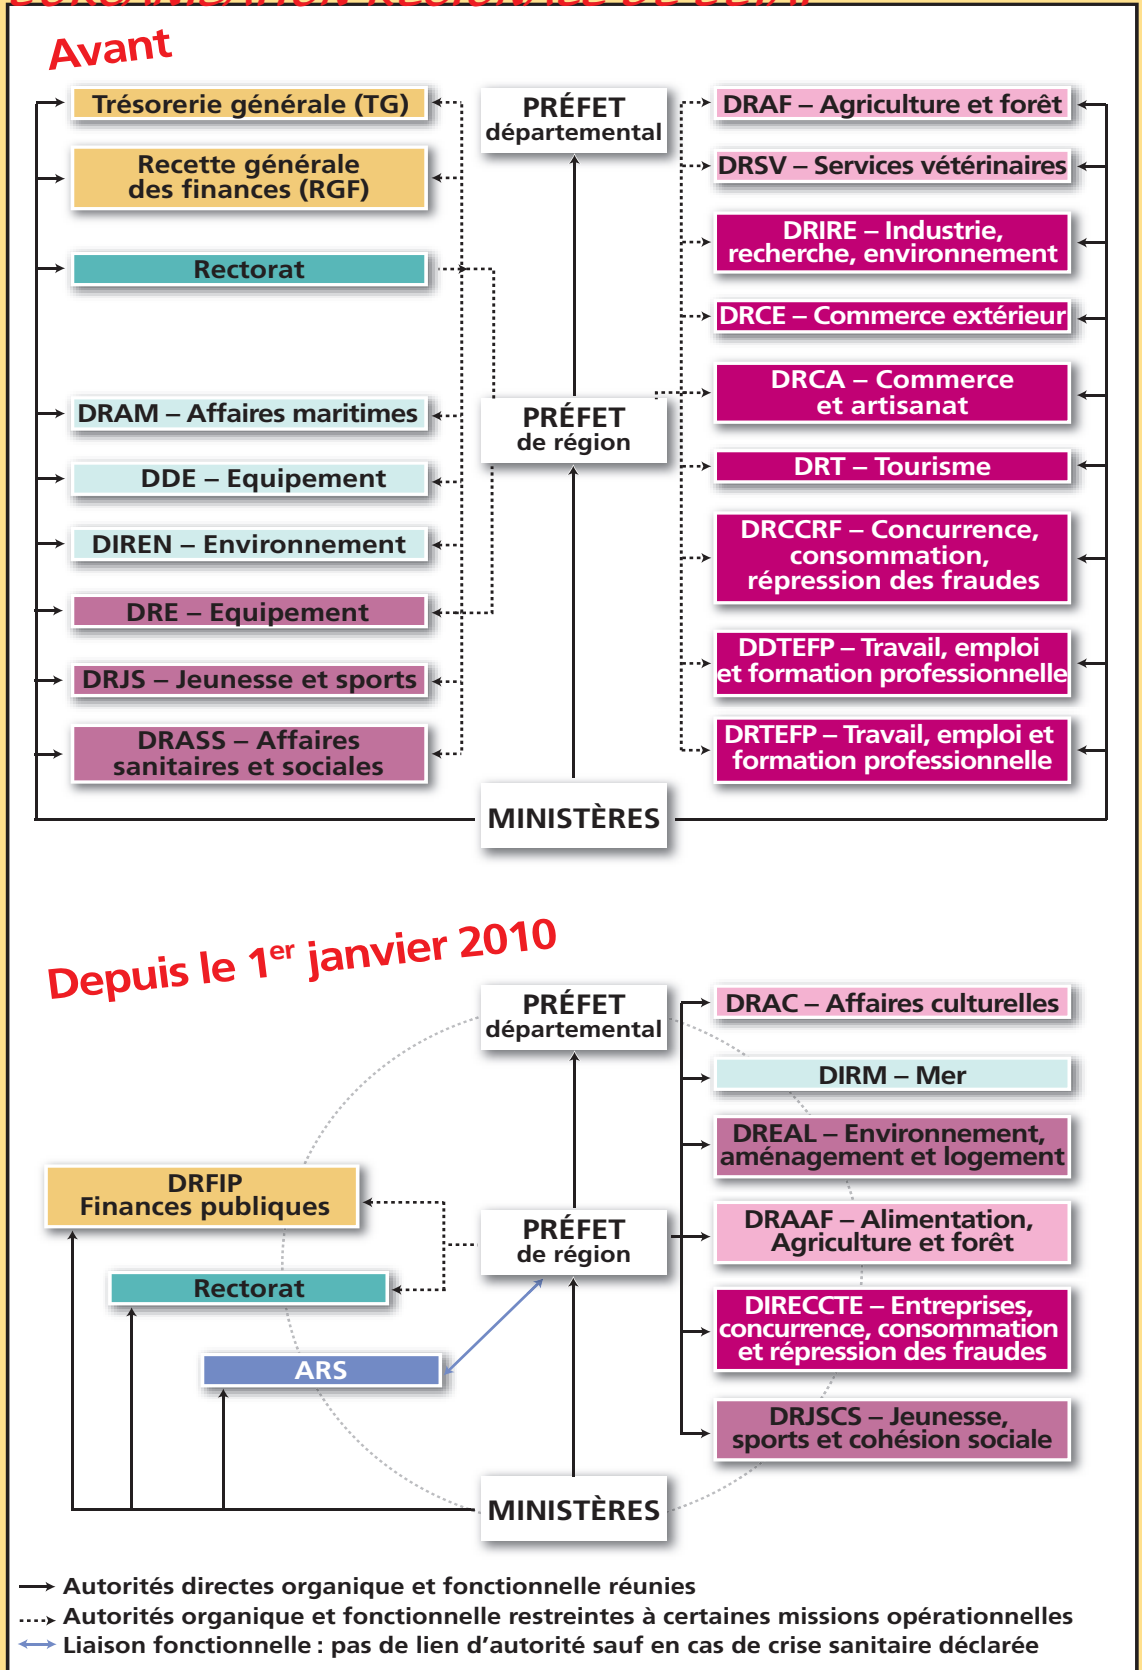 L'ORGANISATION RÉGIONALE DE L'ÉTAT
Avant
Trésorerie générale (TG)
Recette générale
des finances (RGF)
Rectorat
DRAM – Affaires maritimes
DDE – Equipement
DIREN – Environnement
DRE – Equipement
DRJS – Jeunesse et sports
DRASS – Affaires
sanitaires et sociales
PRÉFET
départemental
PRÉFET
de région
MINISTÈRES
DRAF – Agriculture et forêt
DRSV – Services vétérinaires
DRIRE – Industrie,
recherche, environnement
DRCE – Commerce extérieur
DRCA – Commerce
et artisanat
DRT – Tourisme
DRCCRF – Concurrence,
consommation,
répression des fraudes
DDTEFP – Travail, emploi
et formation professionnelle
DRTEFP – Travail, emploi et
formation professionnelle
Depuis le 1er janvier 2010
DRFIP
Finances publiques
Rectorat
ARS
PRÉFET
départemental
PRÉFET
de région
MINISTÈRES
DRAC – Affaires culturelles
DIRM – Mer
DREAL – Environnement,
aménagement et logement
DRAAF – Alimentation,
Agriculture et forêt
DIRECCTE – Entreprises,
concurrence, consommation
et répression des fraudes
DRJSCS – Jeunesse,
sports et cohésion sociale
Autorités directes organique et fonctionnelle réunies
Autorités organique et fonctionnelle restreintes à certaines missions opérationnelles
Liaison fonctionnelle : pas de lien d'autorité sauf en cas de crise sanitaire déclarée